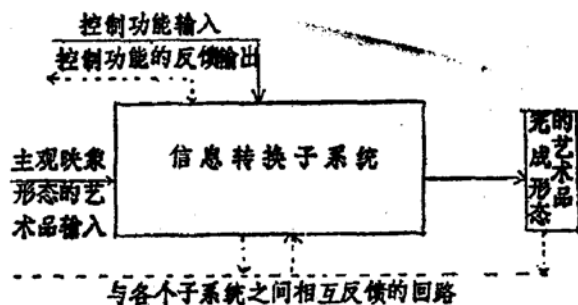 控制功能输入
控制功能的反馈输出
信息转换子系统
主观映象
形态的艺
术品输入
的艺术品
完成形态
与各个子系统之间相互反馈的回路